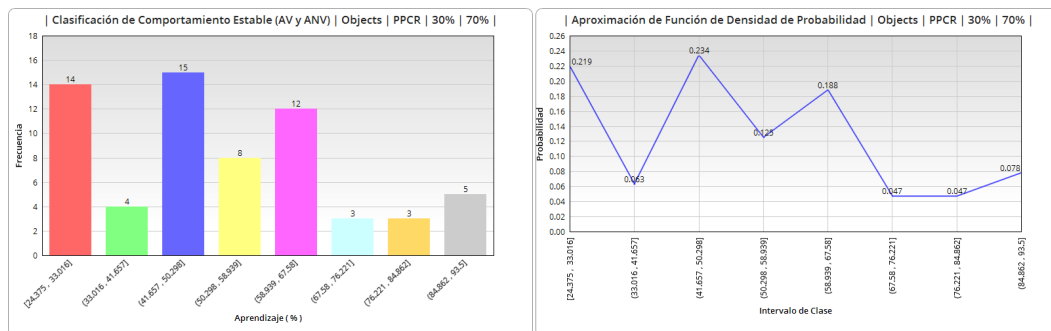 | Clasificación de Comportamiento Estable (AV y ANV) | Objects | PPCR | 30% | 70% |
18
16
14
12
10
8
6
4
2
0
Frecuencia
14
4
15
8
12
3
3
5
[24.375 , 33.016]
(33.016 , 41.657]
(41.657 , 50.298]
(50.298 , 58.939]
(58.939 , 67.58]
(67.58 , 76.221]
(76.221 , 84.862]
(84.862 , 93.5]
Aprendizaje ( % )
| Aproximación de Función de Densidad de Probabilidad | Objects | PPCR | 30% | 70% |
0.26
0.24
0.22
0.20
0.18
0.16
0.14
0.12
0.10
0.08
0.06
0.04
0.02
0.00
Probabilidad
0.219
0.063
0.234
0.125
0.188
0.047
0.047
0.078
[24.375 , 33.016]
(33.016 , 41.657]
(41.657 , 50.298]
(50.298 , 58.939]
(58.939 , 67.58]
(67.58 , 76.221]
(76.221 , 84.862]
(84.862 , 93.5]
Intervalo de Clase